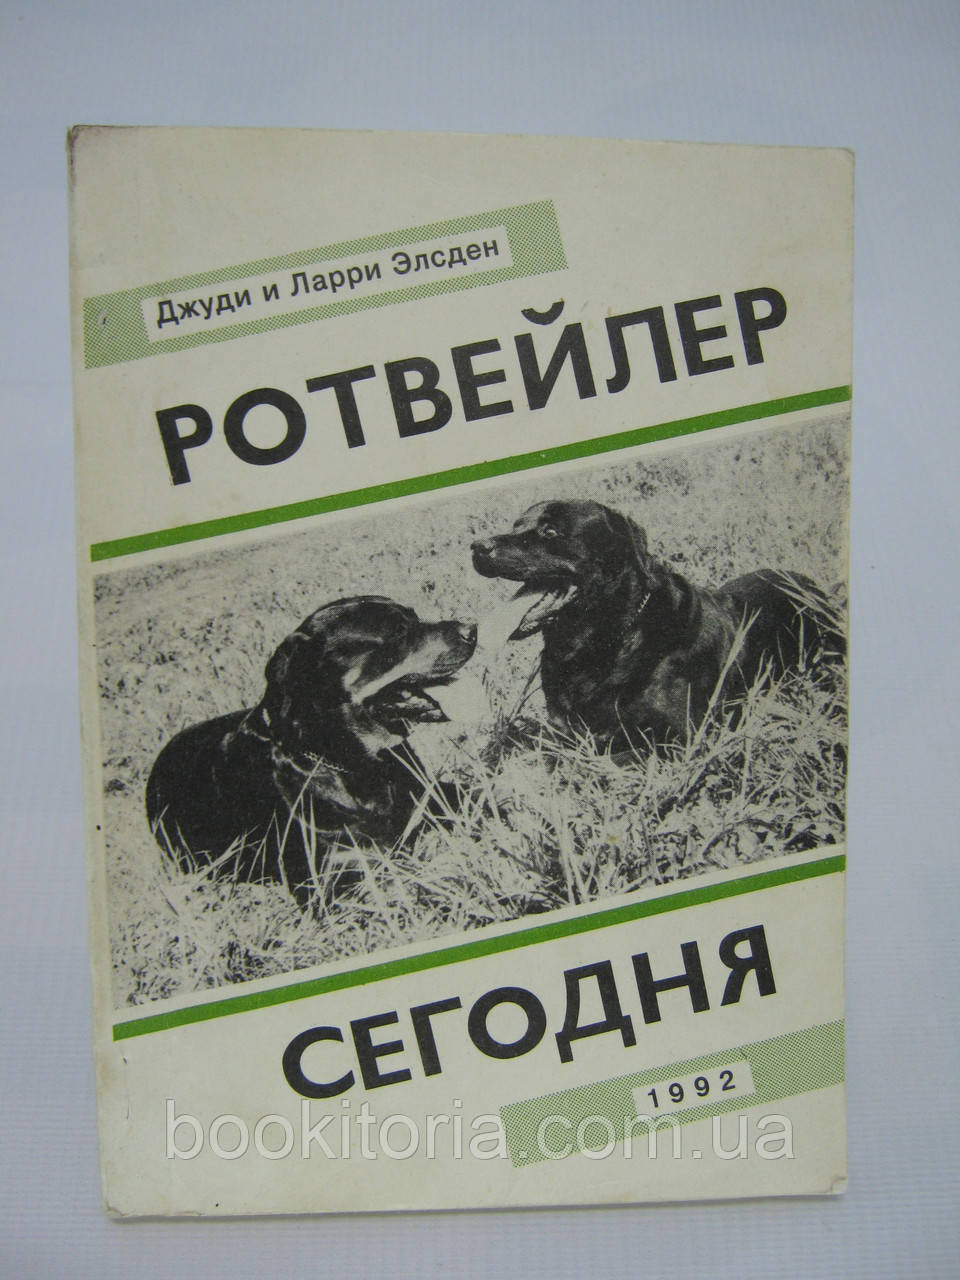 Джуди и Ларри Элсден
РОТВЕЙЛЕР
СЕГОДНЯ
1992
bookitoria.com.ua